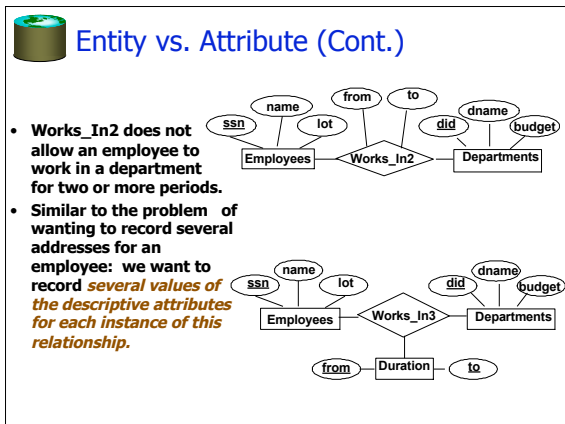 Entity vs. Attribute (Cont.)
• Works_In2 does not
allow an employee to
work in a department
for two or more periods.
• Similar to the problem of
wanting to record several
addresses for an
employee: we want to
record several values of
the descriptive attributes
for each instance of this
relationship.
from to
name dname
ssn lot did budget
Employees Works_In2 Departments
name dname
ssn lot did budget
Employees Works_In3 Departments
from Duration to